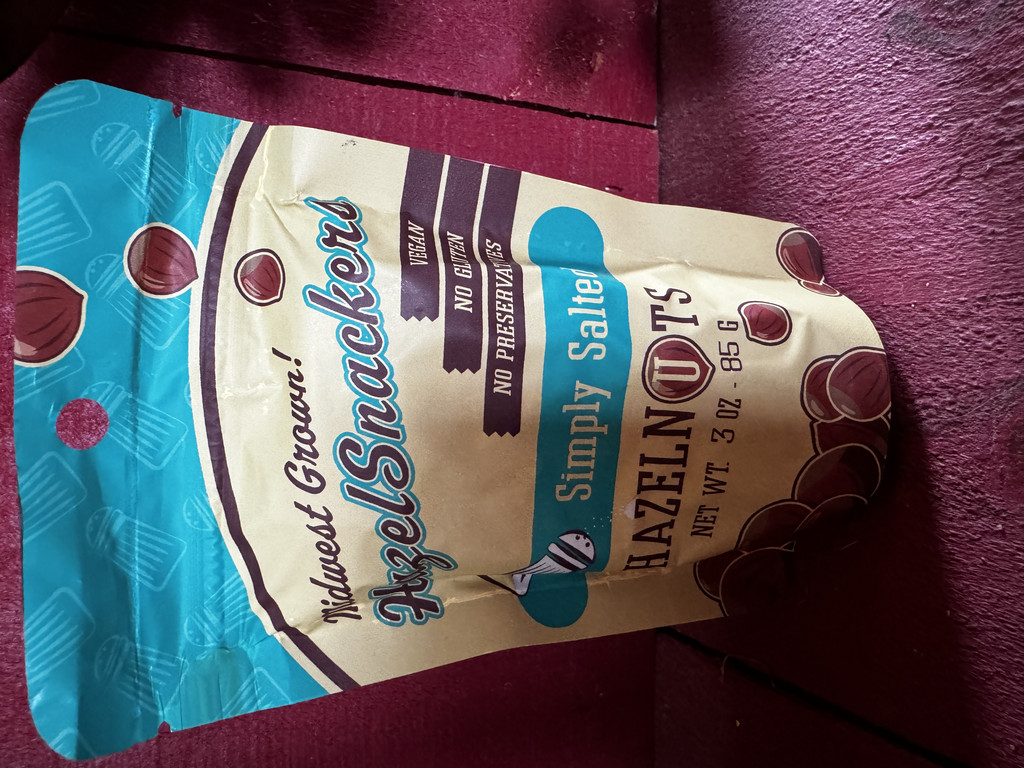 Midwest Grown!
HazelSnackers
VEGAN
NO GLUTEN
NO PRESERVATIVES
Simply Salted
HAZELNUTS
NET WT. 3 OZ - 85 G